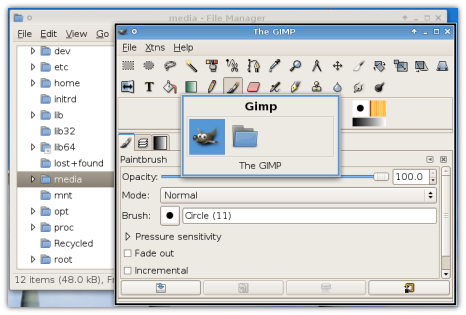 media - File Manager
File Edit View Go
dev
etc
home
initrd
lib
lib32
lib64
lost+found
media
mnt
opt
proc
Recycled
root
12 items (48.0 kB), Fr
The GIMP
File Xtns Help
Gimp
The GIMP
Paintbrush
Opacity: 100.0
Mode: Normal
Brush: Circle (11)
Pressure sensitivity
Fade out
Incremental